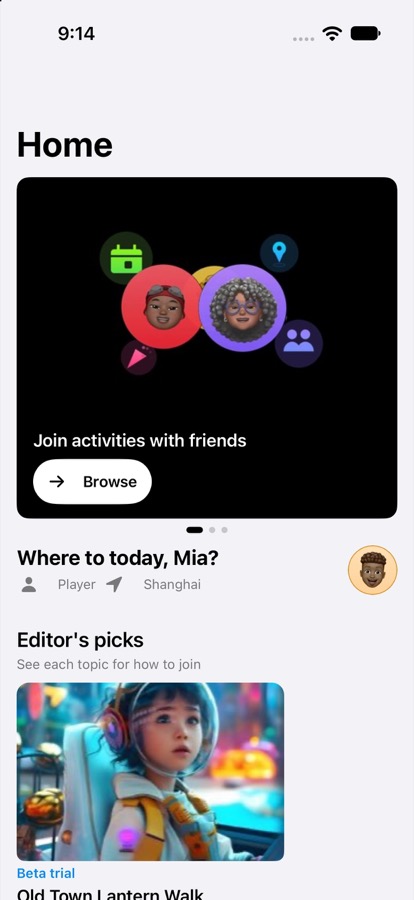 9:14
Home
Join activities with friends
Browse
Where to today, Mia?
Player Shanghai
Editor's picks
See each topic for how to join
Beta trial
Old Town Lantern Walk